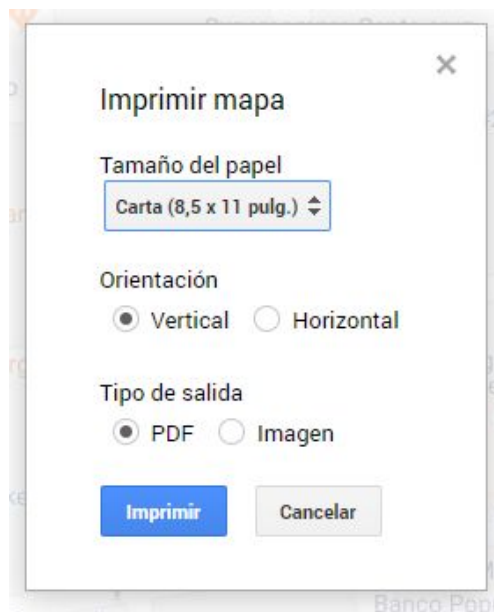 Imprimir mapa
Tamaño del papel
Carta (8,5 x 11 pulg.)
Orientación
Vertical Horizontal
Tipo de salida
PDF Imagen
Imprimir Cancelar
Banco Pop